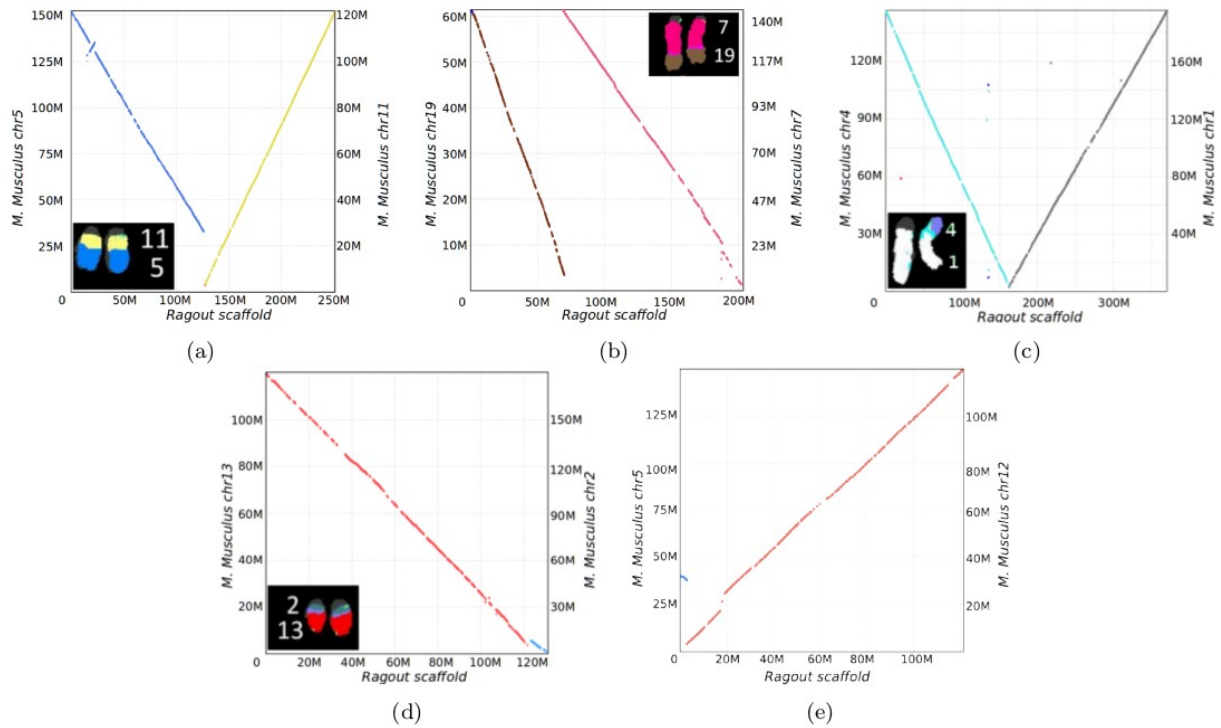 150M
125M
100M
75M
50M
25M
M. Musculus chr5
120M
100M
80M
60M
40M
20M
M. Musculus chr11
11
5
0
50M
100M
150M
200M
250M
Ragout scaffold
(a)
60M
50M
40M
30M
20M
10M
M. Musculus chr19
140M
117M
93M
70M
47M
23M
M. Musculus chr7
7
19
0
50M
100M
150M
200M
Ragout scaffold
(b)
120M
90M
60M
30M
M. Musculus chr4
160M
120M
80M
40M
M. Musculus chr1
4
1
0
100M
200M
300M
Ragout scaffold
(c)
100M
80M
60M
40M
20M
M. Musculus chr13
150M
120M
90M
60M
30M
M. Musculus chr2
2
13
0
20M
40M
60M
80M
100M
120M
Ragout scaffold
(d)
125M
100M
75M
50M
25M
M. Musculus chr5
100M
80M
60M
40M
20M
M. Musculus chr12
0
20M
40M
60M
80M
100M
Ragout scaffold
(e)